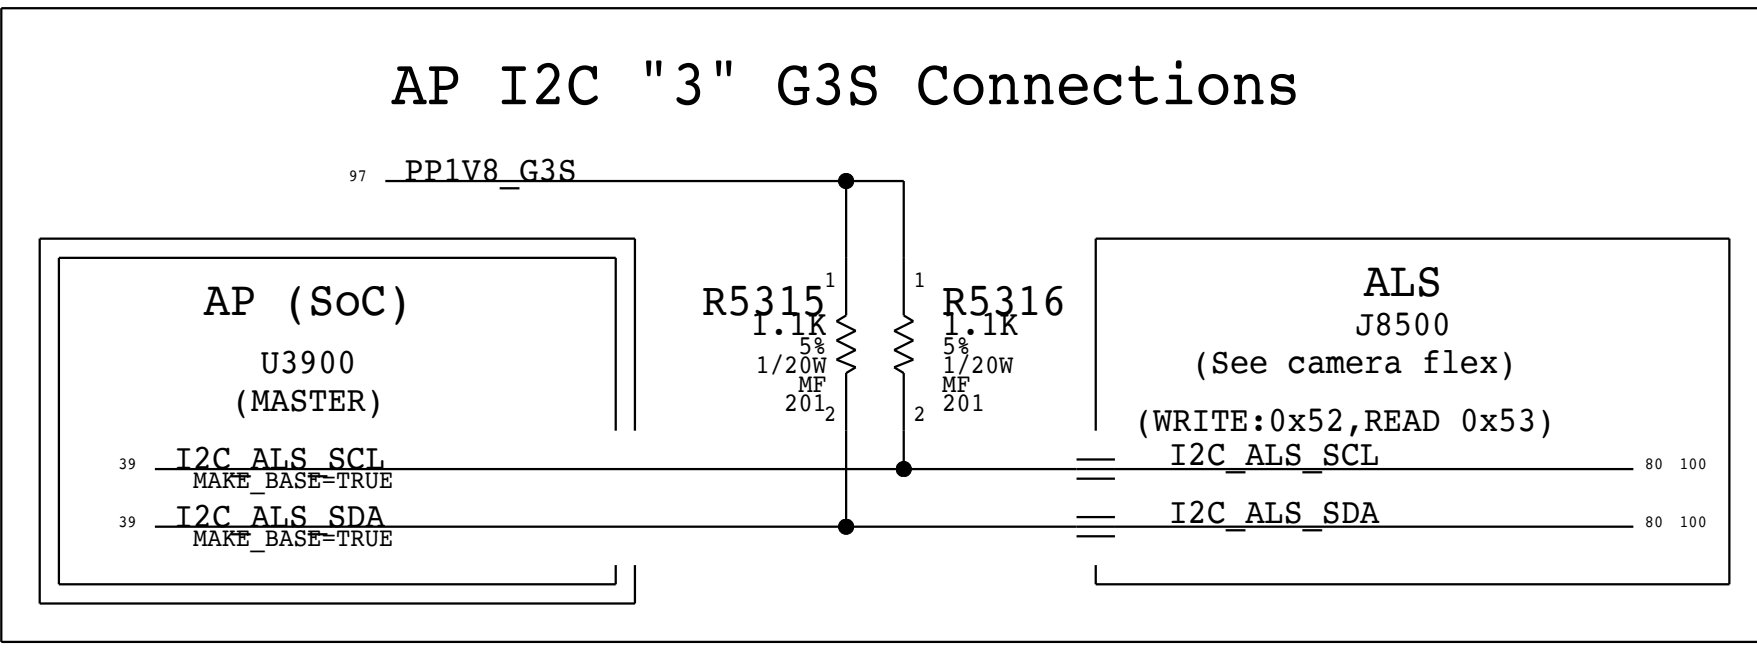 AP I2C "3" G3S Connections
97 PP1V8_G3S
AP (SoC)
U3900
(MASTER)
39 I2C_ALS_SCL
MAKE_BASE=TRUE
39 I2C_ALS_SDA
MAKE_BASE=TRUE
1
R5315
1.1K
5%
1/20W
MF
201
2
1
R5316
1.1K
5%
1/20W
MF
201
2
ALS
J8500
(See camera flex)
(WRITE:0x52,READ 0x53)
I2C_ALS_SCL 80 100
I2C_ALS_SDA 80 100